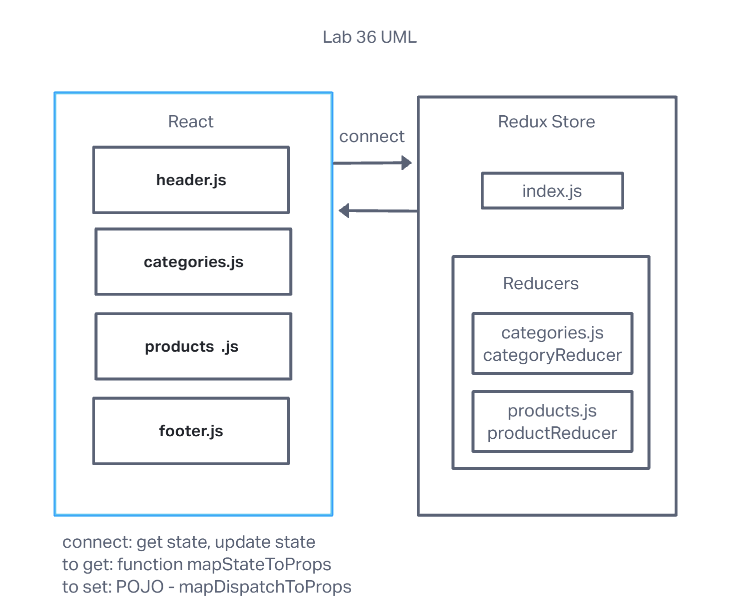 Lab 36 UML
React
header.js
categories.js
products .js
footer.js
connect
Redux Store
index.js
Reducers
categories.js
categoryReducer
products.js
productReducer
connect: get state, update state
to get: function mapStateToProps
to set: POJO - mapDispatchToProps